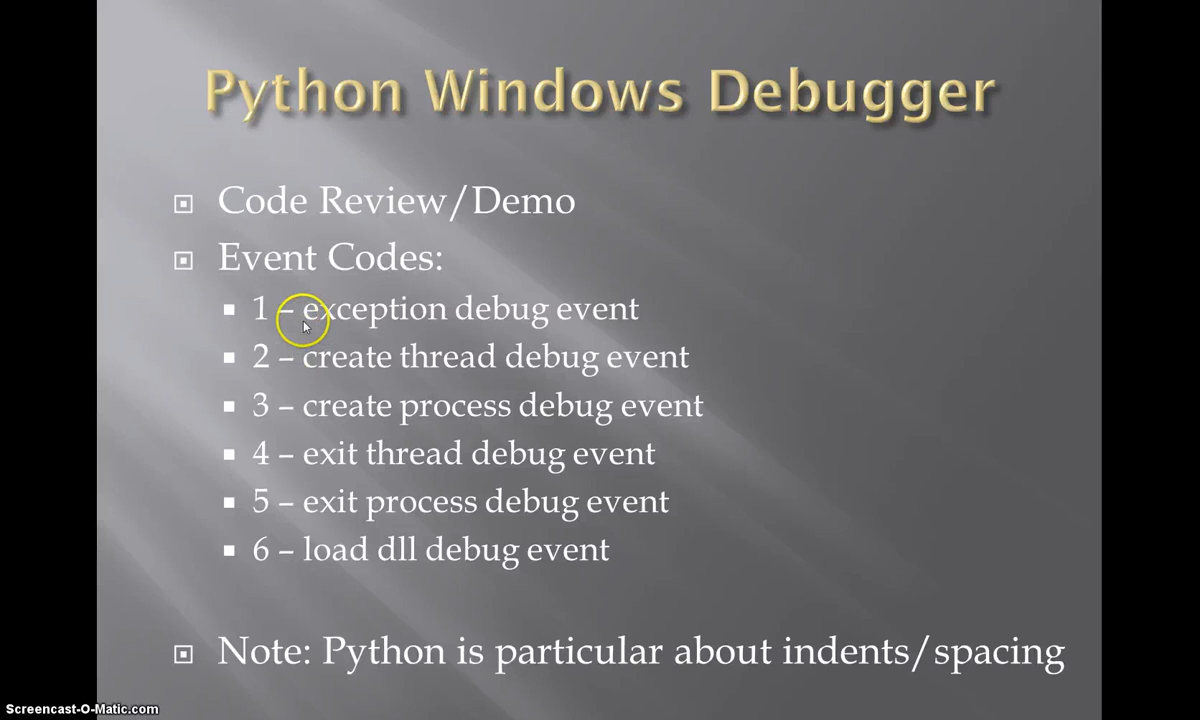 Python Windows Debugger
Code Review/Demo
Event Codes:
1 – exception debug event
2 – create thread debug event
3 – create process debug event
4 – exit thread debug event
5 – exit process debug event
6 – load dll debug event
Note: Python is particular about indents/spacing
Screencast-O-Matic.com